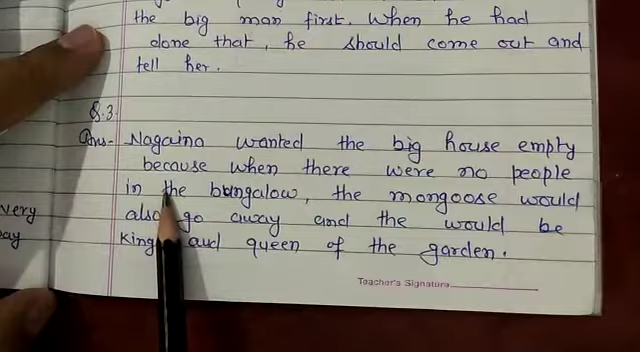 the big man first. When he had
done that, he should come out and
tell her.
Q.3.
Ans- Nagaina wanted the big house empty
because when there were no people
in the bungalow, the mongoose would
also go away and the would be
king and queen of the garden.
very
Teacher's Signature